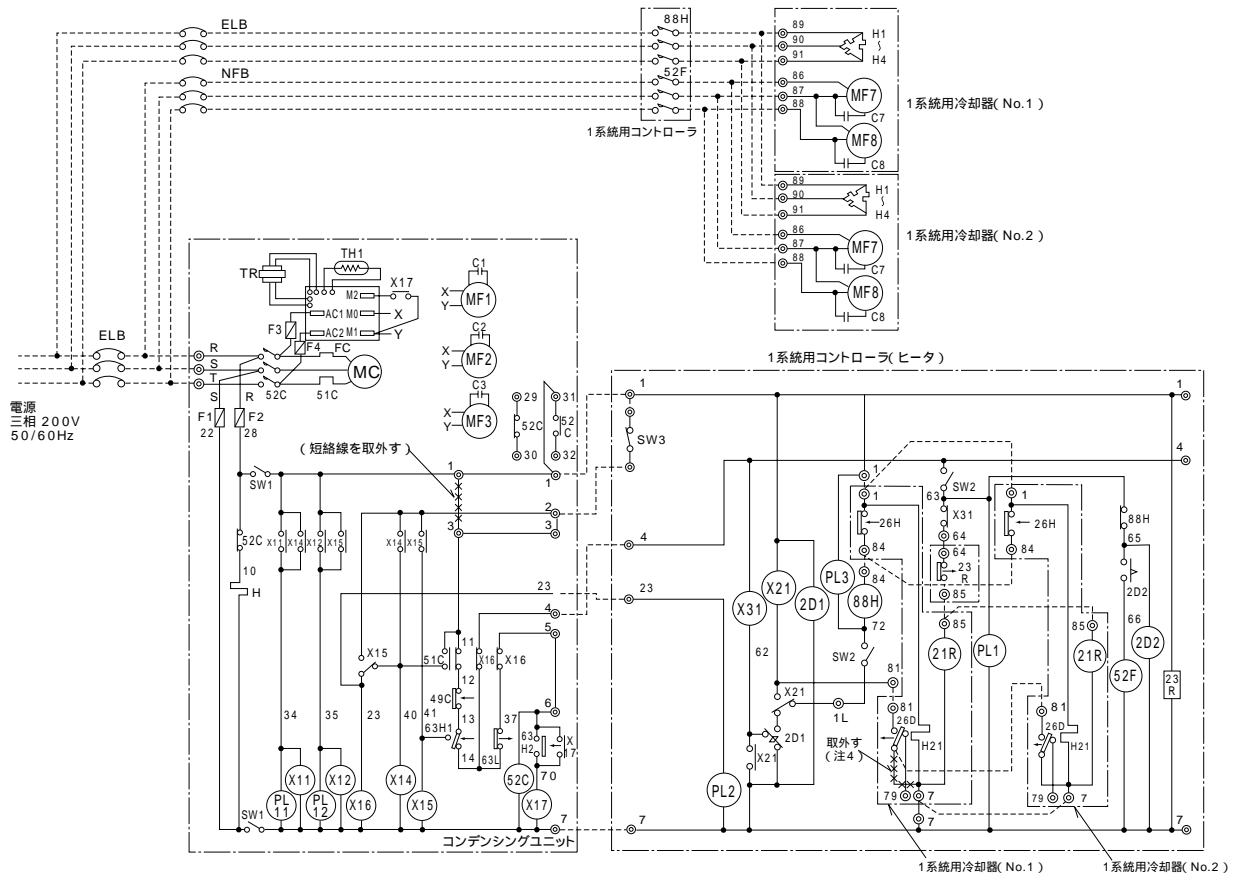 ELB
88H
89
90
91
H1
~
H4
NFB
52F
86
87
88
MF7
C7
MF8
C8
1系統用冷却器(No.1)
1系統用コントローラ
89
90
91
H1
~
H4
86
87
88
MF7
C7
MF8
C8
1系統用冷却器(No.2)
TR
TH1
X17
M2
AC1 M0
X
AC2 M1
Y
F3
F4
FC
C1
X
Y
MF1
C2
X
Y
MF2
C3
X
Y
MF3
ELB
R
S
T
52C
51C
MC
S
R
F1
F2
22
28
電源
三相 200V
50/60Hz
29
31
52C
52
C
30
32
(短絡線を取外す)
1系統用コントローラ(ヒータ)
1
1
SW3
4
SW1
1
1
2
3
3
52C
X11
X14
X12
X15
X14
X15
10
H
23
4
5
X15
51C
11
X16
X16
12
49C
13
63H1
14
37
63L
6
63
H2
X
17
70
34
35
23
40
41
PL
11
X11
PL
12
X12
X16
X14
X15
52C
X17
SW1
7
コンデンシングユニット
4
23
7
SW2
63
X31
64
64
23
R
85
85
1
1
26H
84
84
1
26H
84
88H
65
2D2
66
X31
X21
2D1
PL3
88H
72
SW2
62
X21
2D1
X21
1L
PL2
81
81
26D
H21
取外す
(注4)
79
7
7
21R
PL1
85
21R
81
26D
H21
79
7
52F
2D2
23
R
7
1系統用冷却器(No.1)
1系統用冷却器(No.2)